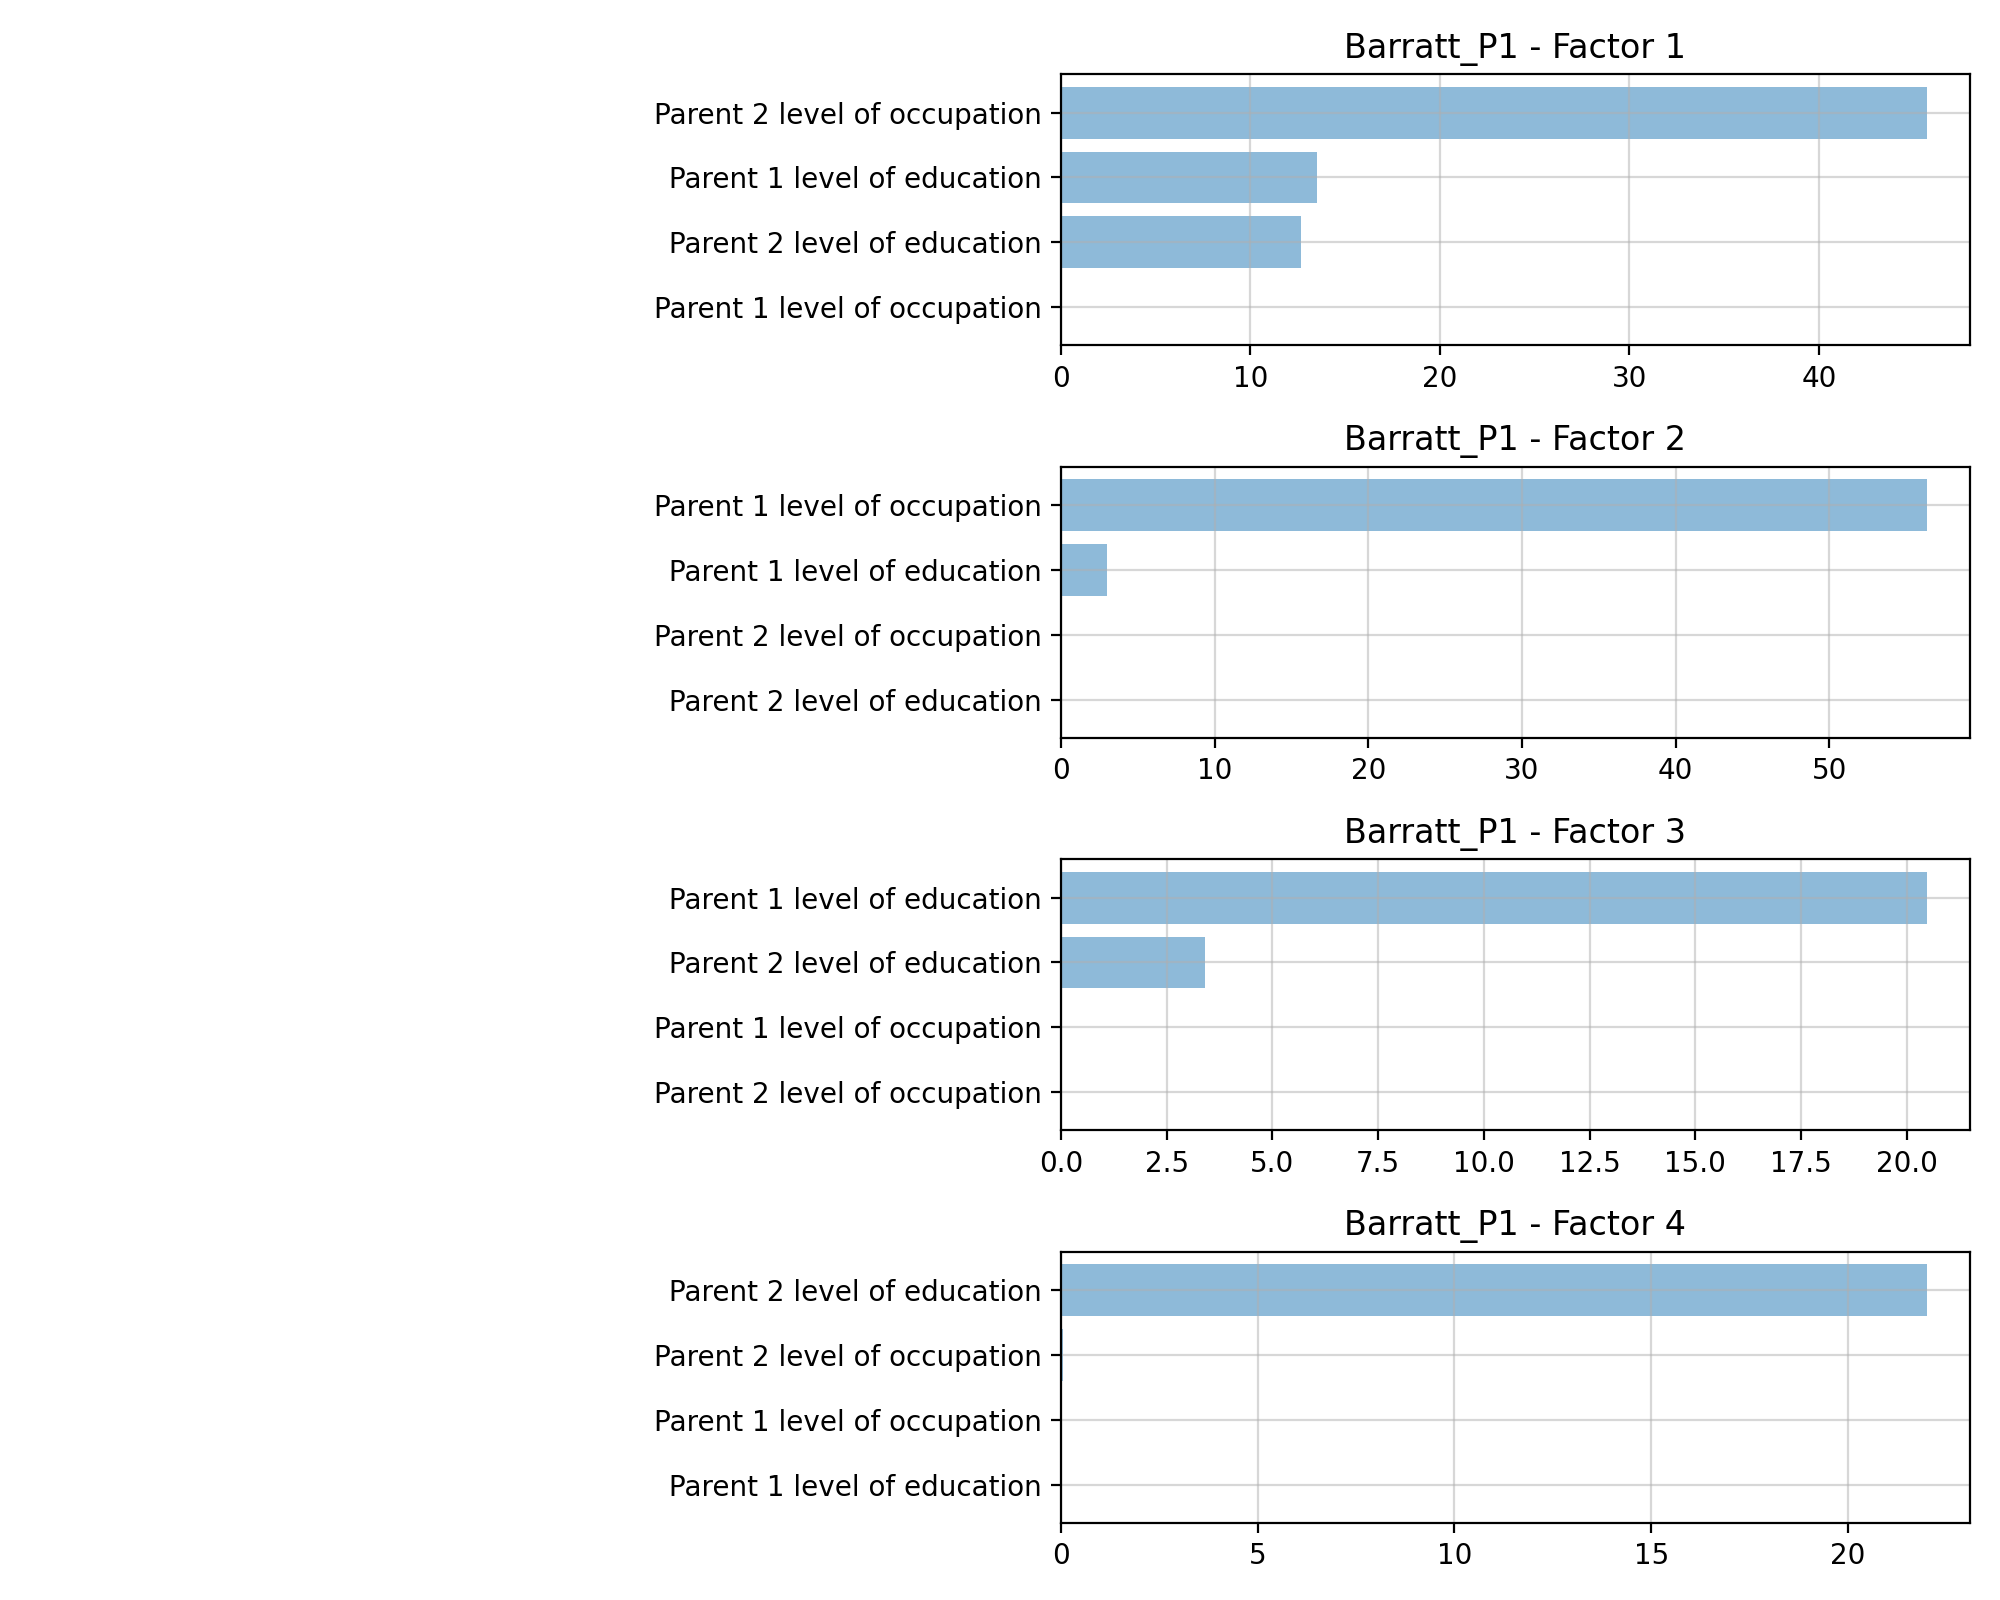 Barratt_P1 - Factor 1
Parent 2 level of occupation
Parent 1 level of education
Parent 2 level of education
Parent 1 level of occupation
0 10 20 30 40
Barratt_P1 - Factor 2
Parent 1 level of occupation
Parent 1 level of education
Parent 2 level of occupation
Parent 2 level of education
0 10 20 30 40 50
Barratt_P1 - Factor 3
Parent 1 level of education
Parent 2 level of education
Parent 1 level of occupation
Parent 2 level of occupation
0.0 2.5 5.0 7.5 10.0 12.5 15.0 17.5 20.0
Barratt_P1 - Factor 4
Parent 2 level of education
Parent 2 level of occupation
Parent 1 level of occupation
Parent 1 level of education
0 5 10 15 20